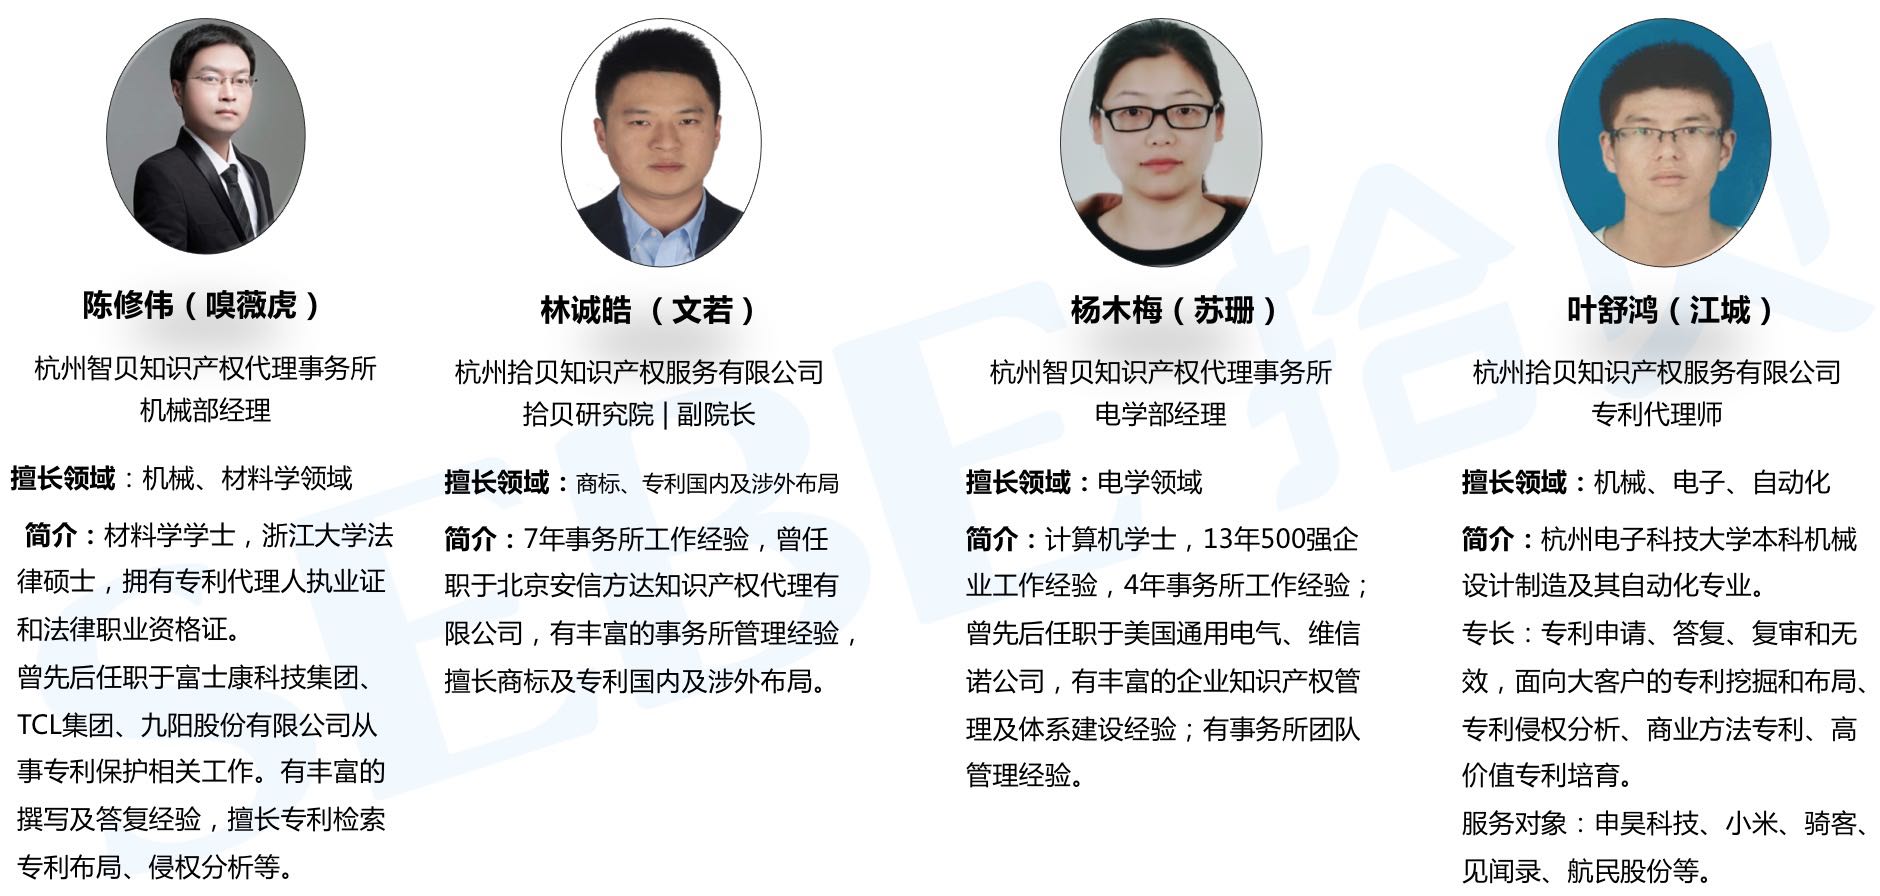 陈修伟（嗅薇虎）
杭州智贝知识产权代理事务所
机械部经理
擅长领域：机械、材料学领域
简介：材料学学士，浙江大学法
律硕士，拥有专利代理人执业证
和法律职业资格证。
曾先后任职于富士康科技集团、
TCL集团、九阳股份有限公司从
事专利保护相关工作。有丰富的
撰写及答复经验，擅长专利检索
专利布局、侵权分析等。
林诚皓 （文若）
杭州拾贝知识产权服务有限公司
拾贝研究院 | 副院长
擅长领域：商标、专利国内及涉外布局
简介：7年事务所工作经验，曾任
职于北京安信方达知识产权代理有
限公司，有丰富的事务所管理经验，
擅长商标及专利国内及涉外布局。
杨木梅（苏珊）
杭州智贝知识产权代理事务所
电学部经理
擅长领域：电学领域
简介：计算机学士，13年500强企
业工作经验，4年事务所工作经验；
曾先后任职于美国通用电气、维信
诺公司，有丰富的企业知识产权管
理及体系建设经验；有事务所团队
管理经验。
叶舒鸿（江城）
杭州拾贝知识产权服务有限公司
专利代理师
擅长领域：机械、电子、自动化
简介：杭州电子科技大学本科机械
设计制造及其自动化专业。
专长：专利申请、答复、复审和无
效，面向大客户的专利挖掘和布局、
专利侵权分析、商业方法专利、高
价值专利培育。
服务对象：申昊科技、小米、骑客、
见闻录、航民股份等。
SEBE 拾贝